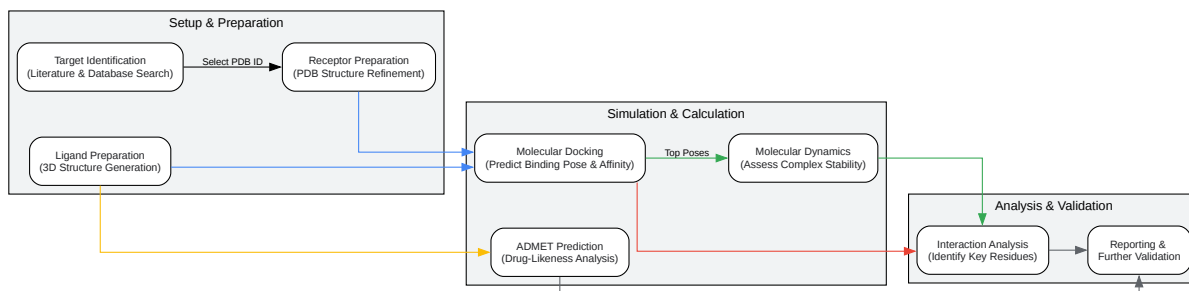 Setup & Preparation
Target Identification
(Literature & Database Search)
Select PDB ID
Receptor Preparation
(PDB Structure Refinement)
Ligand Preparation
(3D Structure Generation)
Simulation & Calculation
Molecular Docking
(Predict Binding Pose & Affinity)
Top Poses
Molecular Dynamics
(Assess Complex Stability)
ADMET Prediction
(Drug-Likeness Analysis)
Analysis & Validation
Interaction Analysis
(Identify Key Residues)
Reporting &
Further Validation